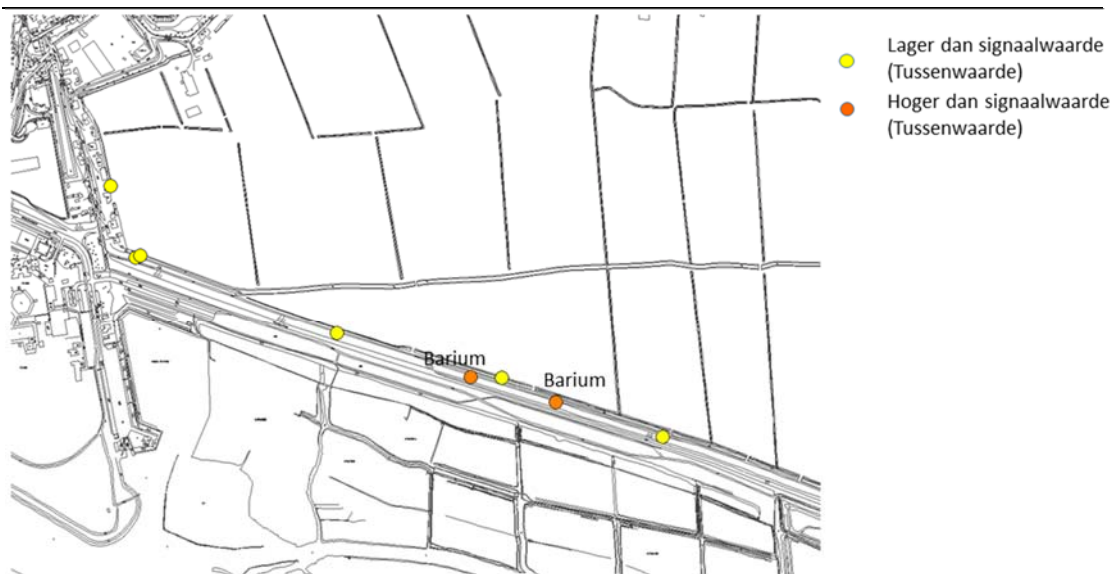 Lager dan signaalwaarde
(Tussenwaarde)
Hoger dan signaalwaarde
(Tussenwaarde)
Barium
Barium